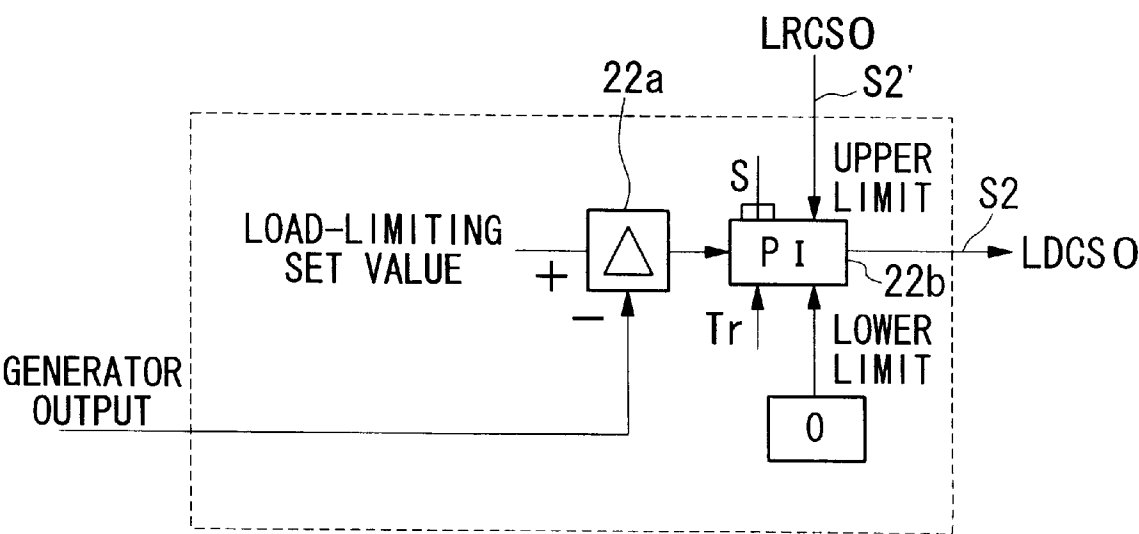 LRCSO
22a
S2'
UPPER
LIMIT
S
S2
LOAD-LIMITING
SET VALUE
+
△
PI
LDCSO
22b
−
Tr
LOWER
LIMIT
GENERATOR
OUTPUT
0